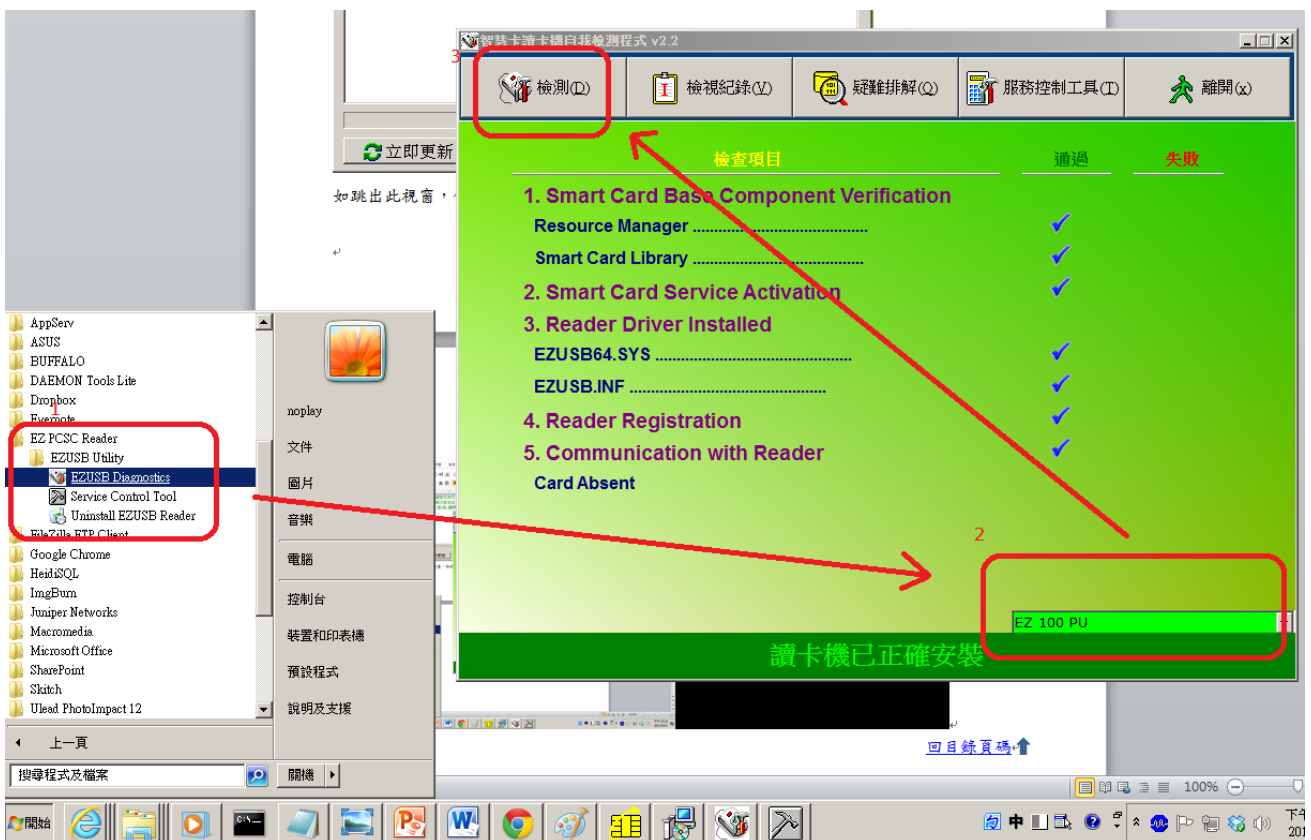 智慧卡讀卡機自我檢測程式 v2.2
3
檢測(D)
檢視紀錄(V)
疑難排解(Q)
服務控制工具(T)
離開(x)
立即更新
如跳出此視窗，
檢查項目
通過
失敗
1. Smart Card Base Component Verification
Resource Manager
Smart Card Library
2. Smart Card Service Activation
3. Reader Driver Installed
EZUSB64.SYS
EZUSB.INF
4. Reader Registration
5. Communication with Reader
Card Absent
2
EZ 100 PU
讀卡機已正確安裝
AppServ
ASUS
BUFFALO
DAEMON Tools Lite
Dropbox
1
Evernote
EZ PCSC Reader
EZUSB Utility
EZUSB Diagnostics
Service Control Tool
Uninstall EZUSB Reader
FileZilla FTP Client
Google Chrome
HeidiSQL
ImgBurn
Juniper Networks
Macromedia
Microsoft Office
SharePoint
Skitch
Ulead PhotoImpact 12
上一頁
搜尋程式及檔案
noplay
文件
圖片
音樂
電腦
控制台
裝置和印表機
預設程式
說明及支援
關機
回目錄頁碼
100%
開始
中
下午
201